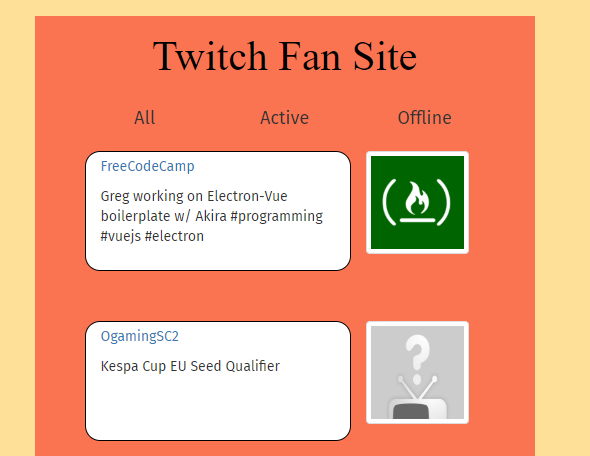 Twitch Fan Site
All Active Offline
FreeCodeCamp
Greg working on Electron-Vue
boilerplate w/ Akira #programming
#vuejs #electron
OgamingSC2
Kespa Cup EU Seed Qualifier